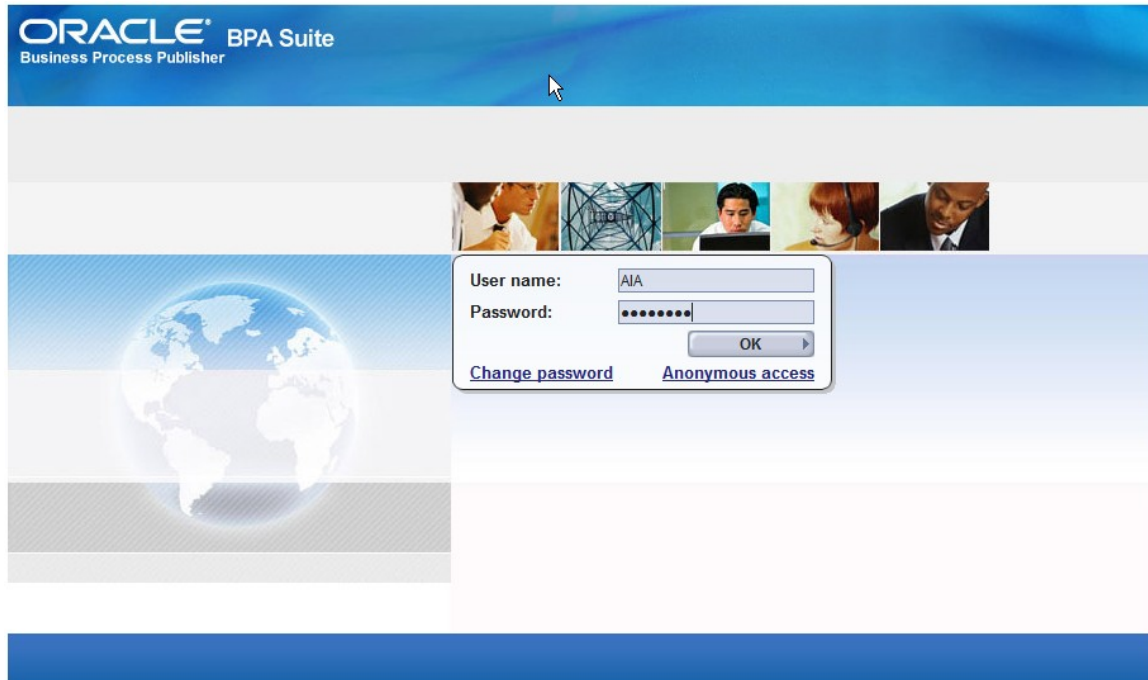 ORACLE® BPA Suite
Business Process Publisher
User name: AIA
Password: ●●●●●●●●
OK
Change password Anonymous access